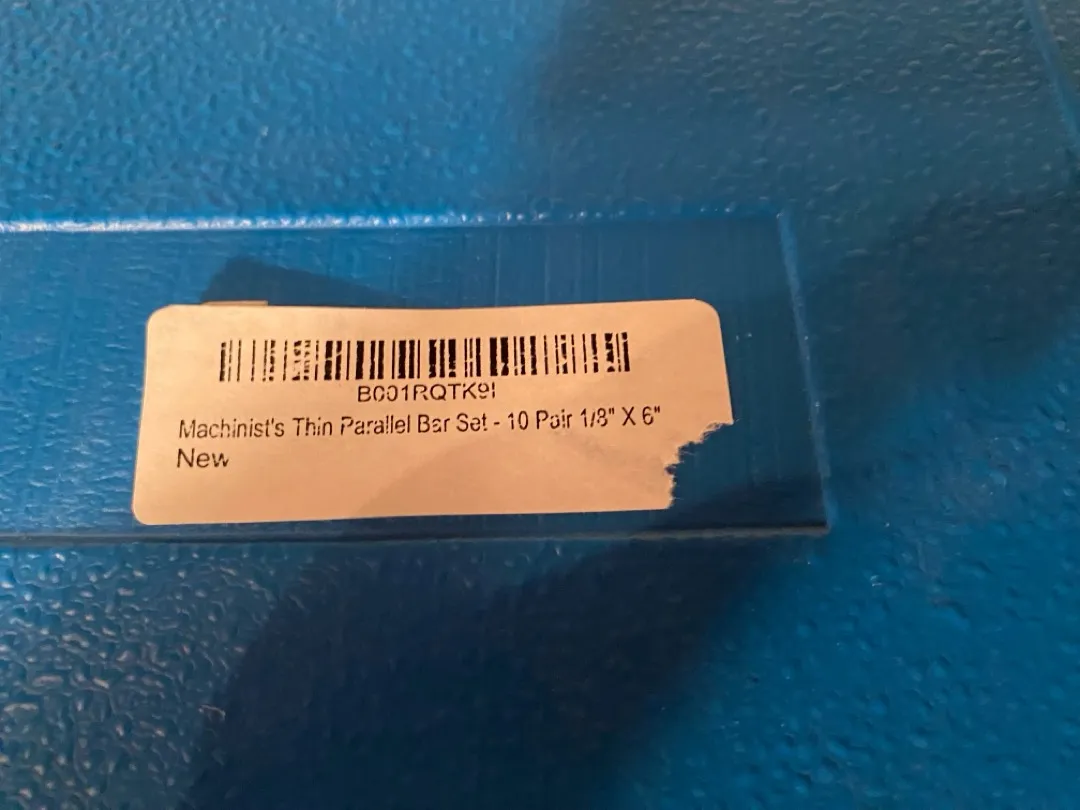 B001RQTK9I
Machinist's Thin Parallel Bar Set - 10 Pair 1/8" X 6"
New